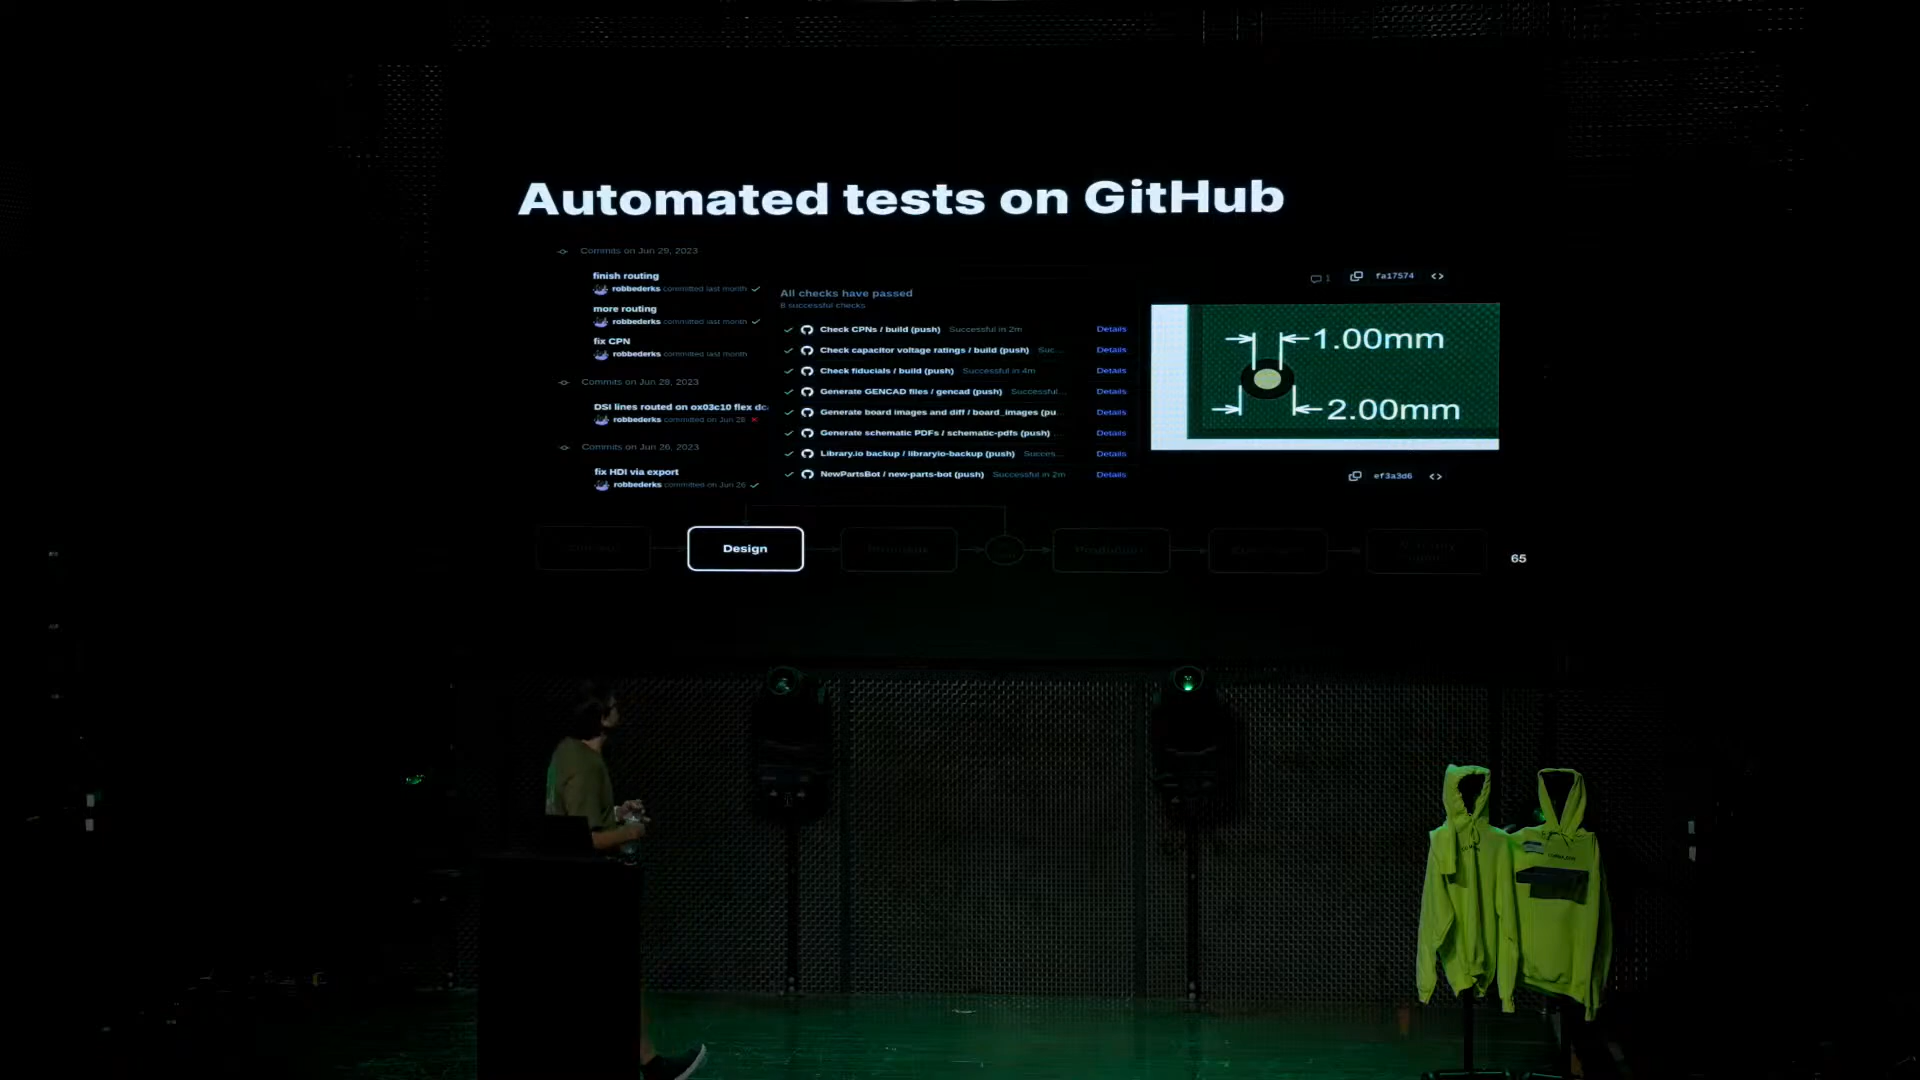 Automated tests on GitHub
Commits on Jun 29, 2023
finish routing
robbederks committed last month
more routing
robbederks committed last month
fix CPN
robbederks committed last month
Commits on Jun 28, 2023
DSI lines routed on ox03c10 flex
robbederks committed on Jun 28
Commits on Jun 26, 2023
fix HDI via export
robbederks committed on Jun 26
All checks have passed
8 successful checks
Check CPNs / build (push) Successful in 2m Details
Check capacitor voltage ratings / build (push) Suc... Details
Check fiducials / build (push) Successful in 4m Details
Generate GENCAD files / gencad (push) Successful... Details
Generate board images and diff / board_images (pu... Details
Generate schematic PDFs / schematic-pdfs (push) ... Details
Library.io backup / libraryio-backup (push) Succes... Details
NewPartsBot / new-parts-bot (push) Successful in 2m Details
1 fa17574 <>
1.00mm
2.00mm
ef3a3d6 <>
Design
65